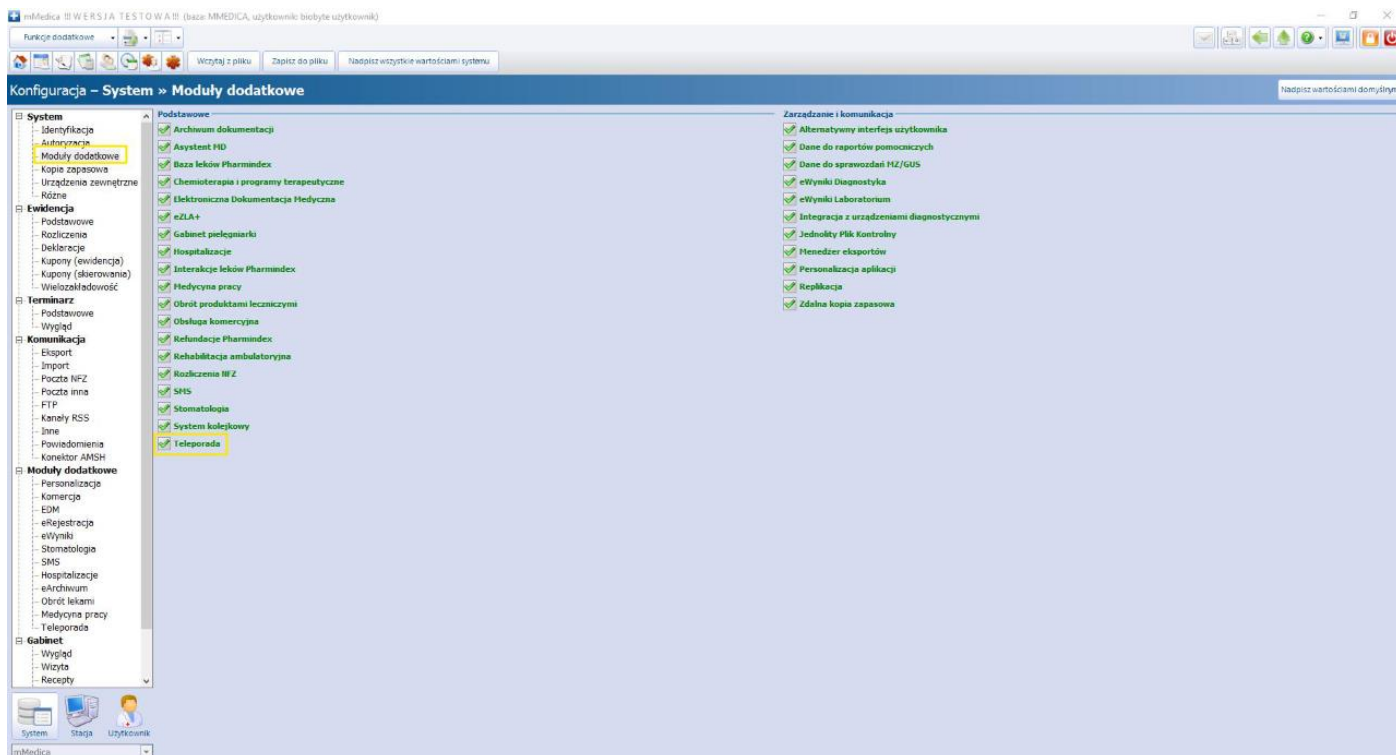 mMedica !!! W E R S J A T E S T O W A !!! (baza: MMEDICA, użytkownik: biobyte użytkownik)
Funkcje dodatkowe
Wczytaj z pliku Zapisz do pliku Nadpisz wszystkie wartościami systemu
Konfiguracja – System » Moduły dodatkowe
Nadpisz wartościami domyślnym
System
Identyfikacja
Autoryzacja
Moduły dodatkowe
Kopia zapasowa
Urządzenia zewnętrzne
Różne
Ewidencja
Podstawowe
Rozliczenia
Deklaracje
Kupony (ewidencja)
Kupony (skierowania)
Wielozakładowość
Terminarz
Podstawowe
Wygląd
Komunikacja
Eksport
Import
Poczta NFZ
Poczta inna
FTP
Kanały RSS
Inne
Powiadomienia
Konektor AMSH
Moduły dodatkowe
Personalizacja
Komercja
EDM
eRejestracja
eWyniki
Stomatologia
SMS
Hospitalizacje
eArchiwum
Obrót lekami
Medycyna pracy
Teleporada
Gabinet
Wygląd
Wizyta
Recepty
System Stacja Użytkownik
mMedica
Podstawowe
Archiwum dokumentacji
Asystent MD
Baza leków Pharmindex
Chemioterapia i programy terapeutyczne
Elektroniczna Dokumentacja Medyczna
eZLA+
Gabinet pielęgniarki
Hospitalizacje
Interakcje leków Pharmindex
Medycyna pracy
Obrót produktami leczniczymi
Obsługa komercyjna
Refundacje Pharmindex
Rehabilitacja ambulatoryjna
Rozliczenia NFZ
SMS
Stomatologia
System kolejkowy
Teleporada
Zarządzanie i komunikacja
Alternatywny interfejs użytkownika
Dane do raportów pomocniczych
Dane do sprawozdań MZ/GUS
eWyniki Diagnostyka
eWyniki Laboratorium
Integracja z urządzeniami diagnostycznymi
Jednolity Plik Kontrolny
Menedżer eksportów
Personalizacja aplikacji
Replikacja
Zdalna kopia zapasowa